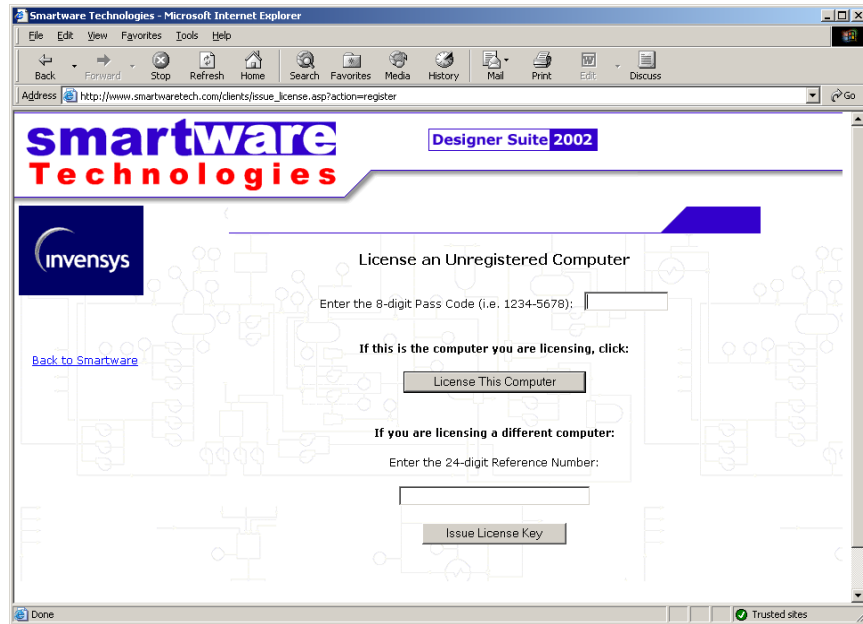 Smartware Technologies - Microsoft Internet Explorer
File Edit View Favorites Tools Help
Back Forward Stop Refresh Home Search Favorites Media History Mail Print Edit Discuss
Address http://www.smartwaretech.com/clients/issue_license.asp?action=register Go
smartware
Technologies
Designer Suite 2002
invensys
License an Unregistered Computer
Enter the 8-digit Pass Code (i.e. 1234-5678):
If this is the computer you are licensing, click:
Back to Smartware
License This Computer
If you are licensing a different computer:
Enter the 24-digit Reference Number:
Issue License Key
Done Trusted sites